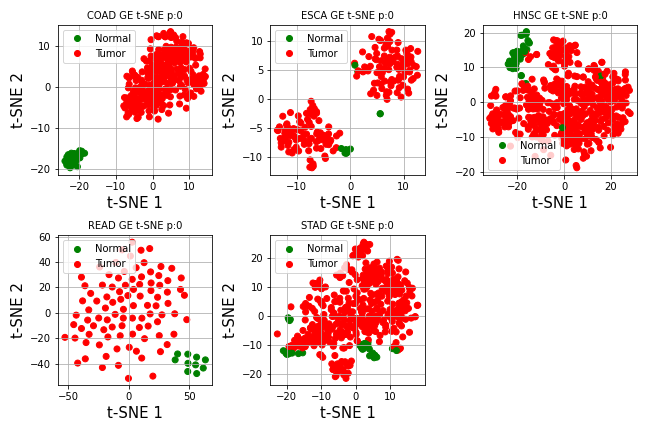 COAD GE t-SNE p:0
Normal
Tumor
10
0
−10
−20
t-SNE 2
−20
−10
0
10
t-SNE 1
ESCA GE t-SNE p:0
Normal
Tumor
10
5
0
−5
−10
t-SNE 2
−10
0
10
t-SNE 1
HNSC GE t-SNE p:0
20
10
0
−10
−20
t-SNE 2
Normal
Tumor
−20
0
20
t-SNE 1
READ GE t-SNE p:0
Normal
Tumor
60
40
20
0
−20
−40
t-SNE 2
−50
0
50
t-SNE 1
STAD GE t-SNE p:0
Normal
Tumor
20
10
0
−10
−20
t-SNE 2
−20
−10
0
10
t-SNE 1